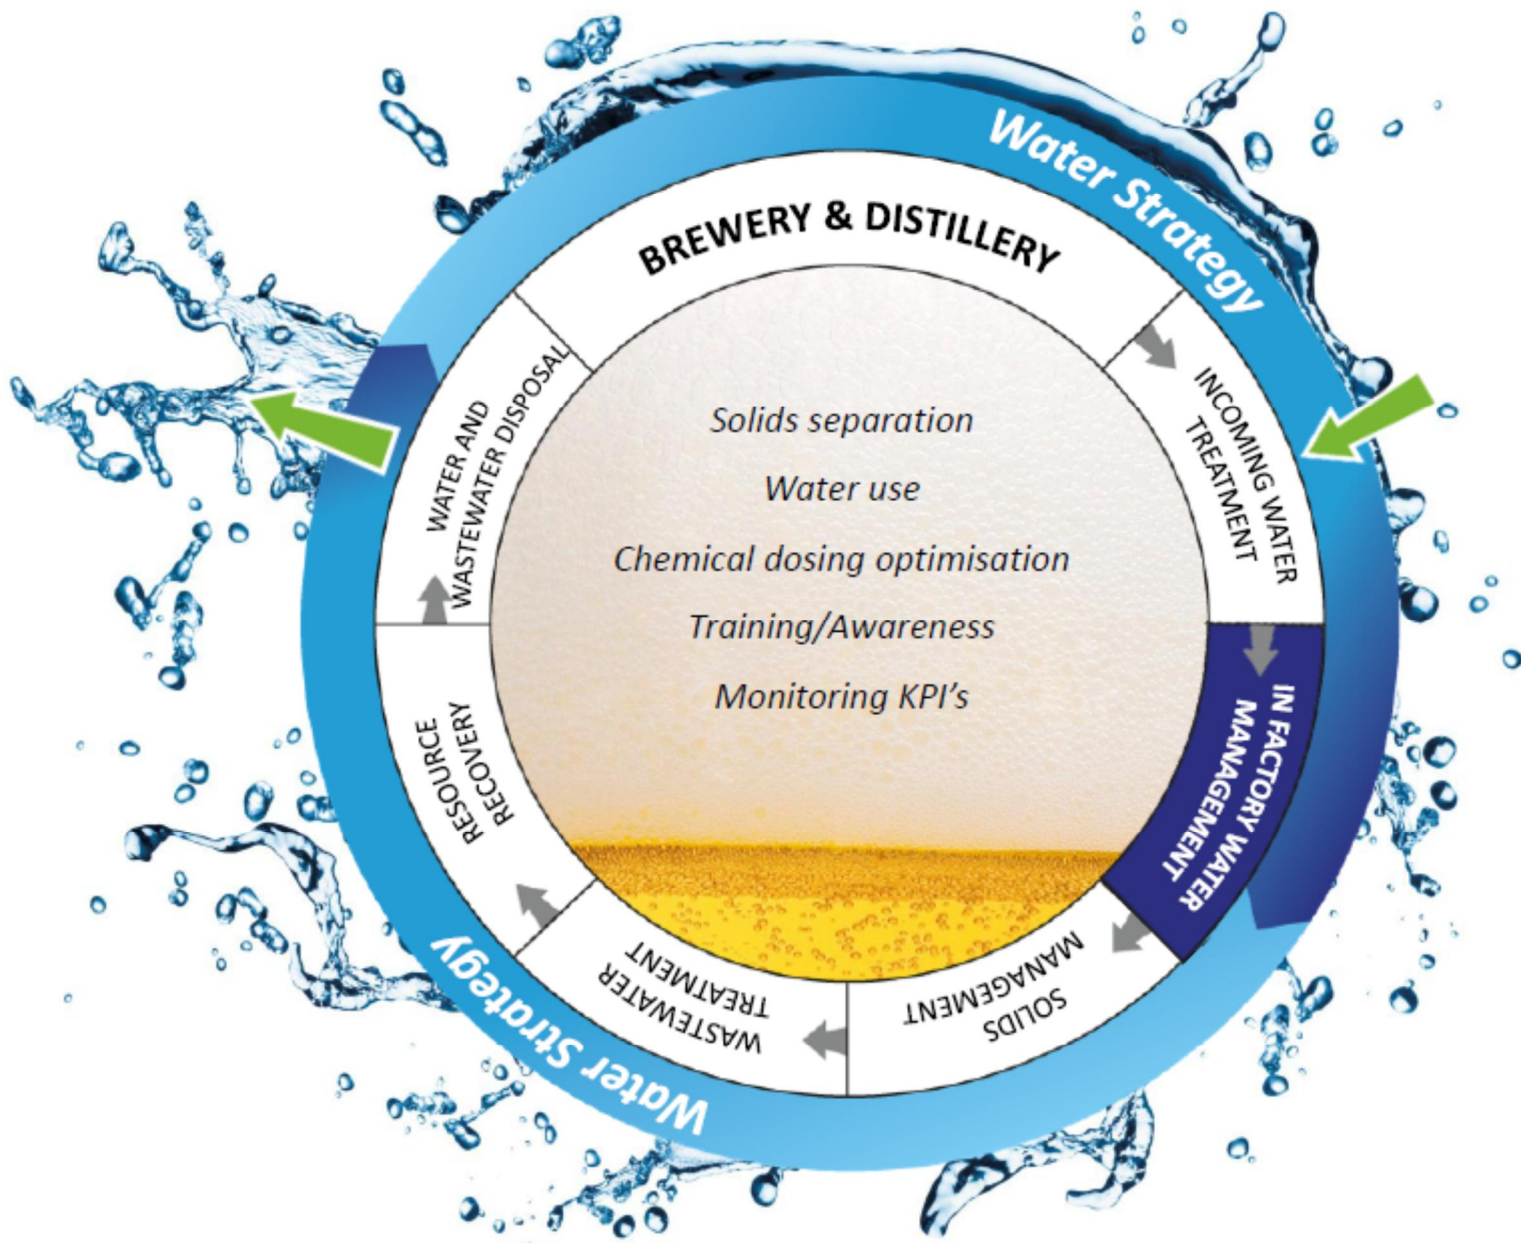 Water Strategy
BREWERY & DISTILLERY
INCOMING WATER
TREATMENT
IN FACTORY WATER
MANAGEMENT
SOLIDS
MANAGEMENT
WASTEWATER
TREATMENT
RESOURCE
RECOVERY
WATER AND
WASTEWATER DISPOSAL
Solids separation
Water use
Chemical dosing optimisation
Training/Awareness
Monitoring KPI’s
Water Strategy